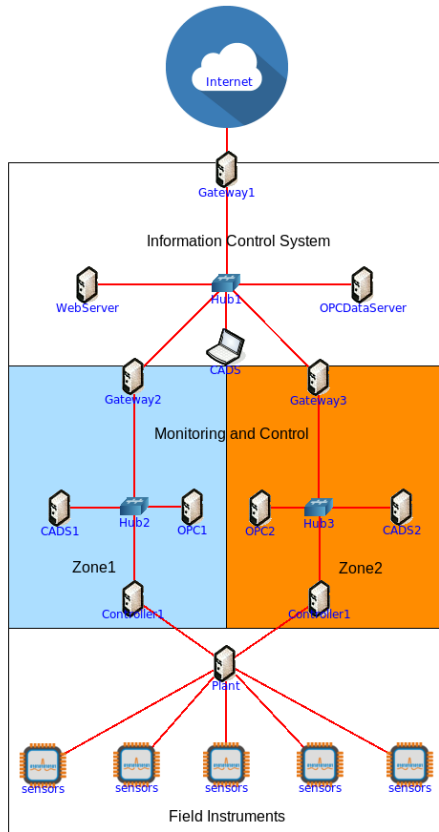 Internet
Gateway1
Information Control System
WebServer
Hub1
OPCDataServer
CADS
Gateway2
Gateway3
Monitoring and Control
CADS1
Hub2
OPC1
OPC2
Hub3
CADS2
Zone1
Zone2
Controller1
Controller1
Plant
sensors
sensors
sensors
sensors
sensors
Field Instruments